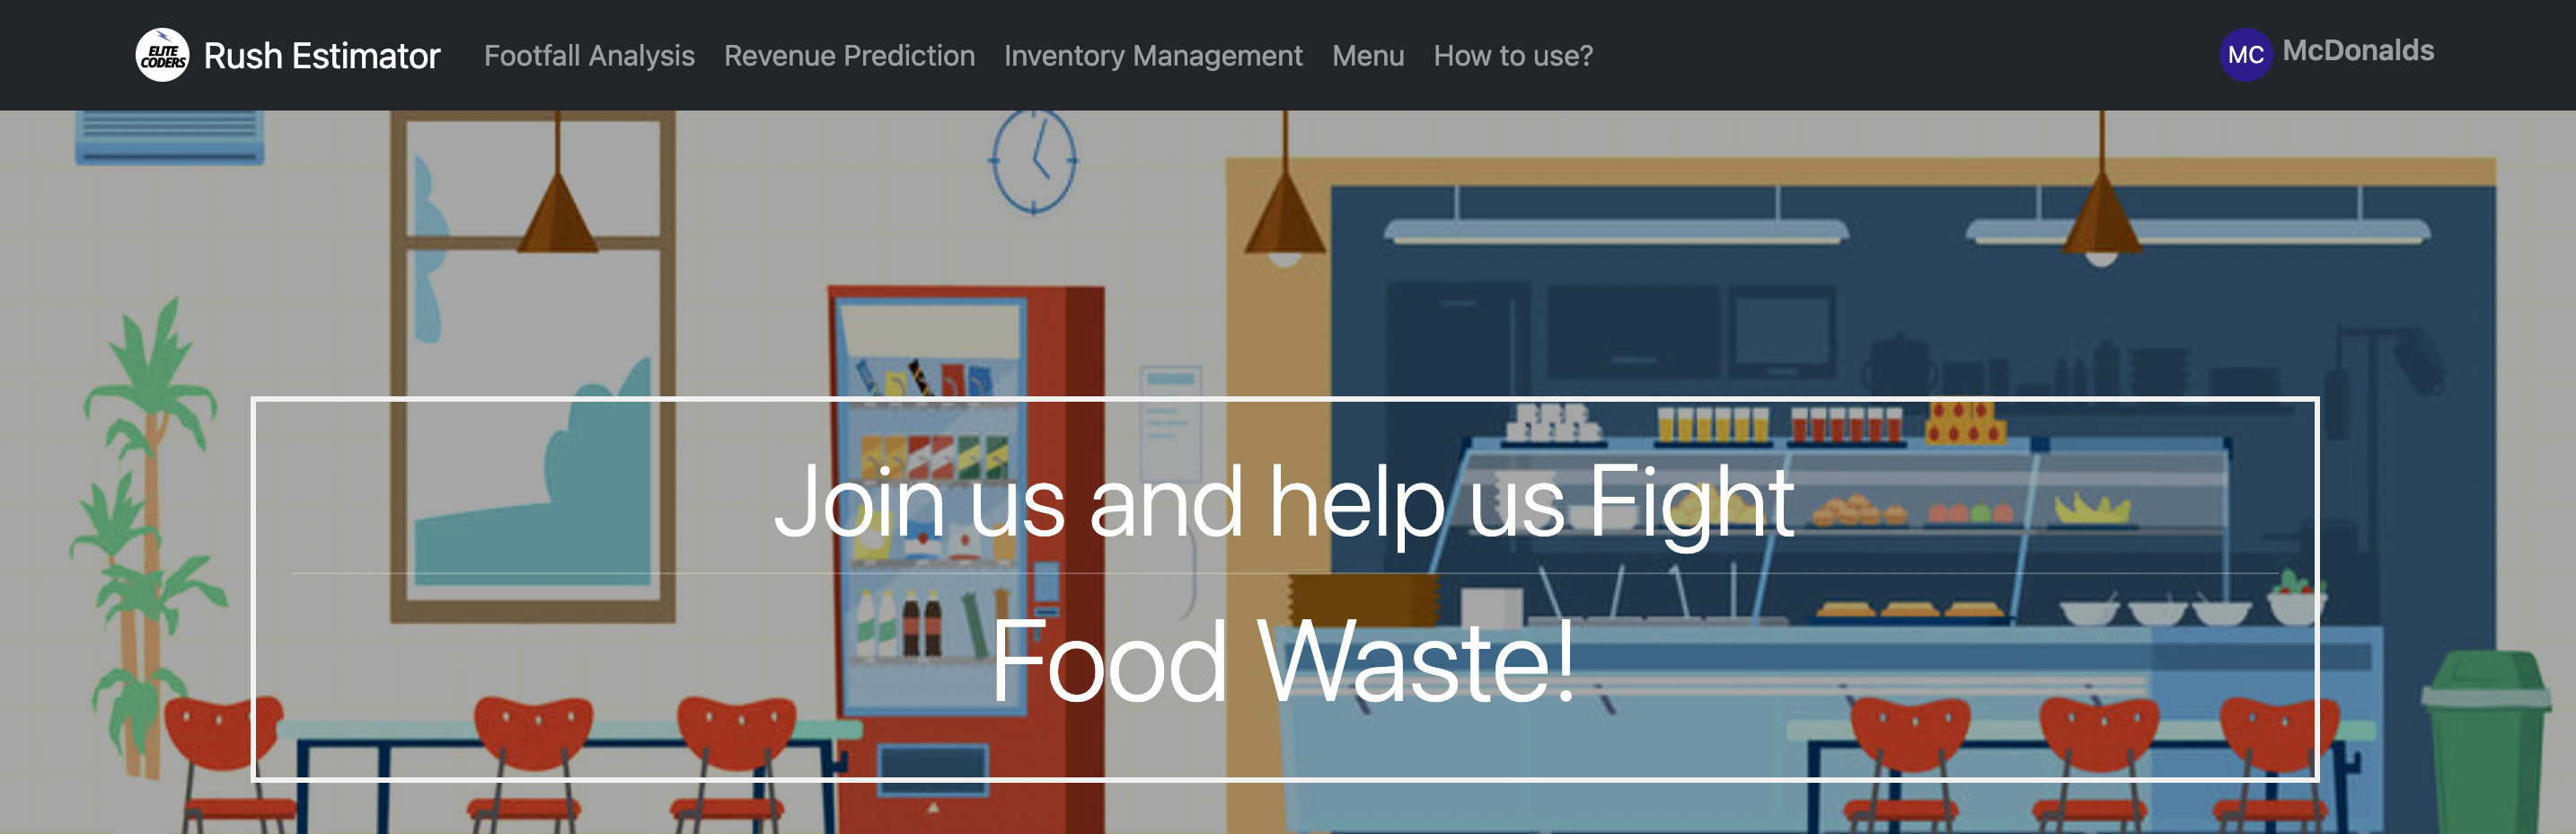 ELITE
CODERS
Rush Estimator
Footfall Analysis
Revenue Prediction
Inventory Management
Menu
How to use?
MC
McDonalds
Join us and help us Fight
Food Waste!